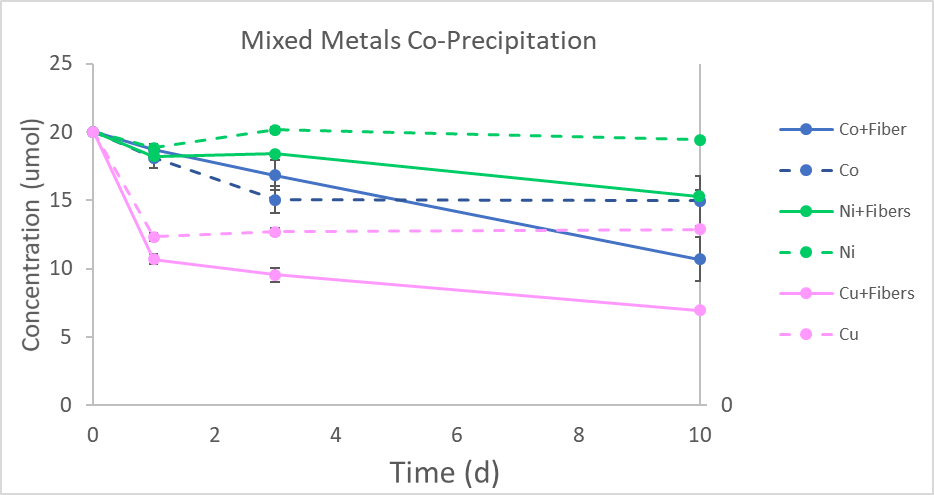 Mixed Metals Co-Precipitation
Concentration (umol)
25
20
15
10
5
0
0
0 2 4 6 8 10
Time (d)
Co+Fiber
Co
Ni+Fibers
Ni
Cu+Fibers
Cu